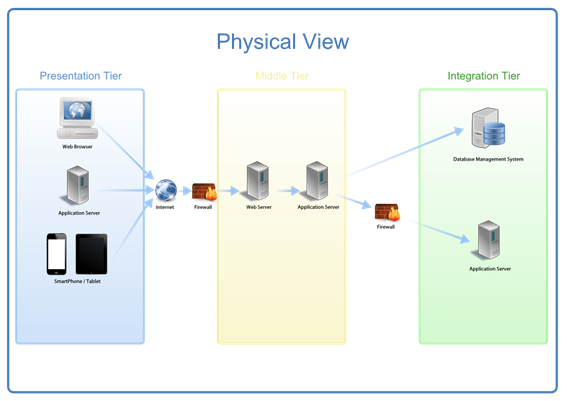 Physical View
Presentation Tier
Middle Tier
Integration Tier
Web Browser
Database Management System
Application Server
Internet
Firewall
Web Server
Application Server
Firewall
Application Server
SmartPhone / Tablet